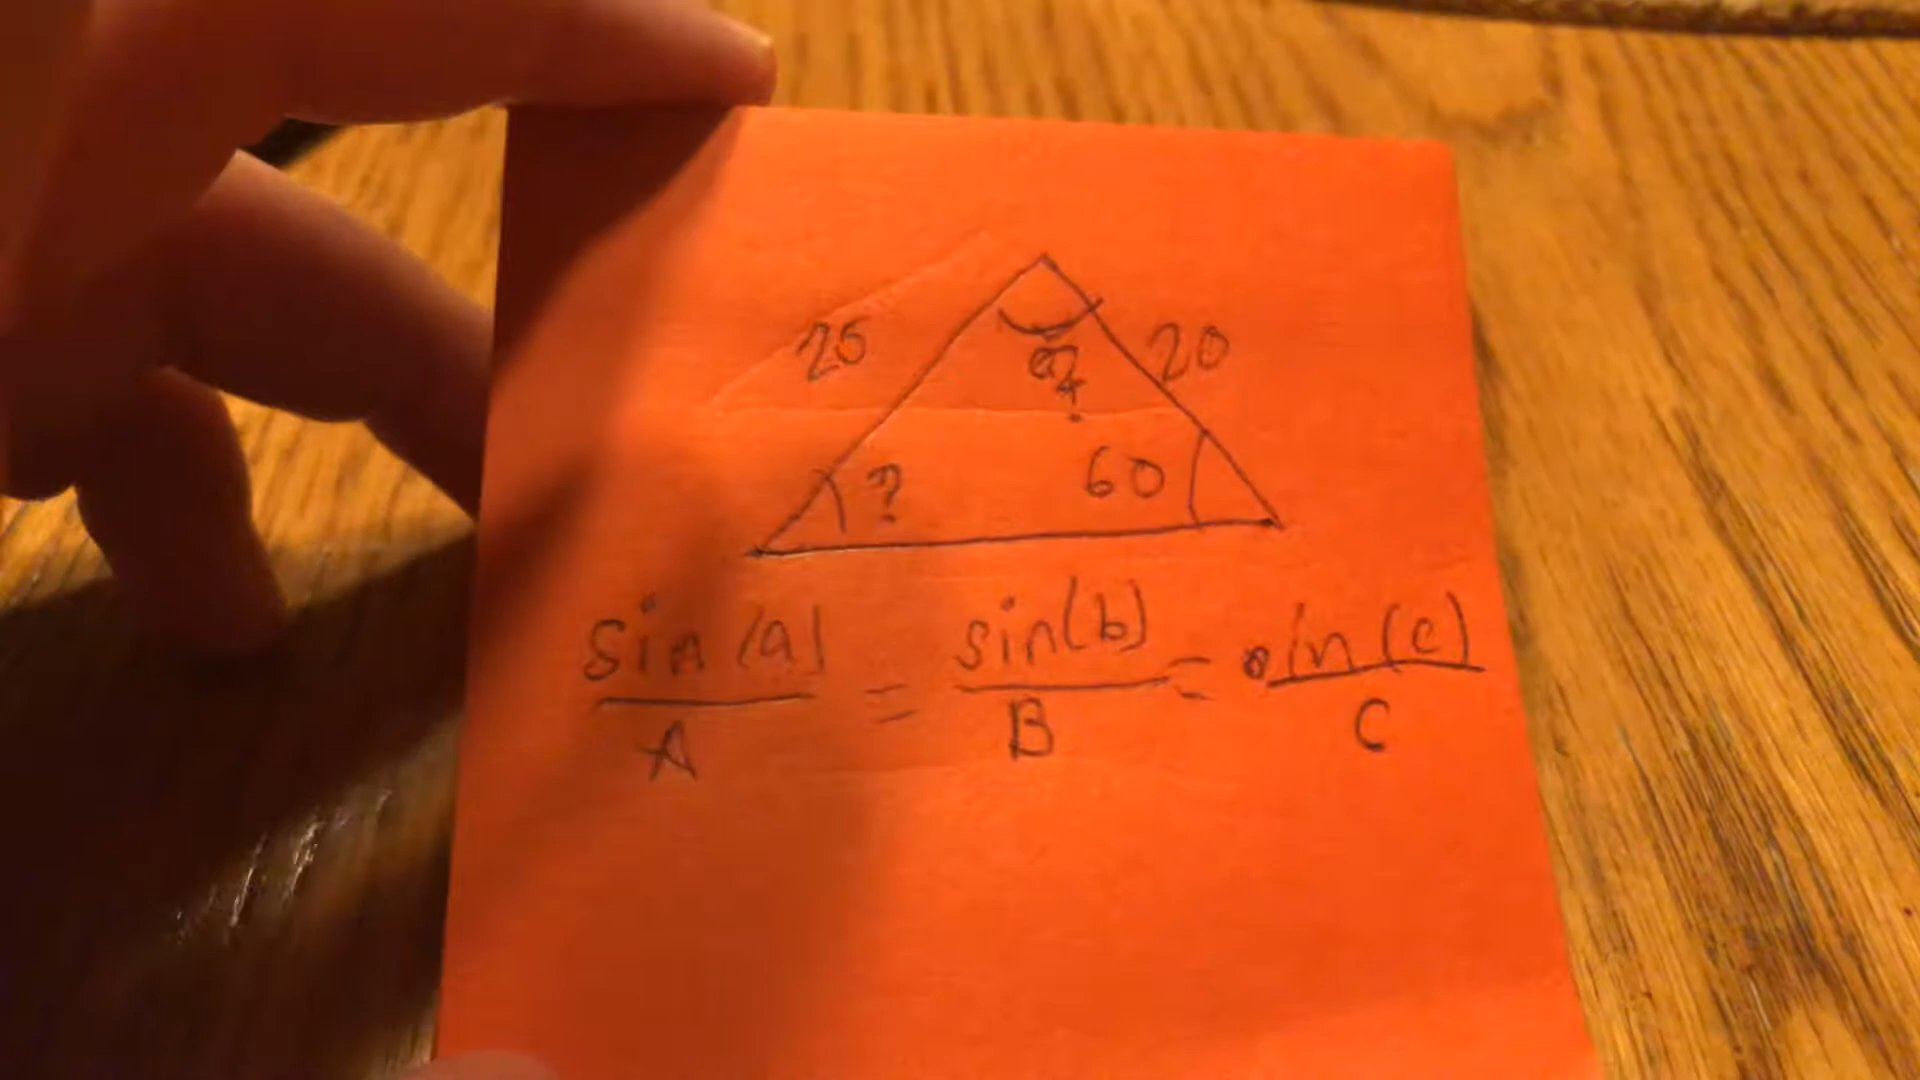 25 20
?
? 60
sin(a) = sin(b) = sin(c)
A B C